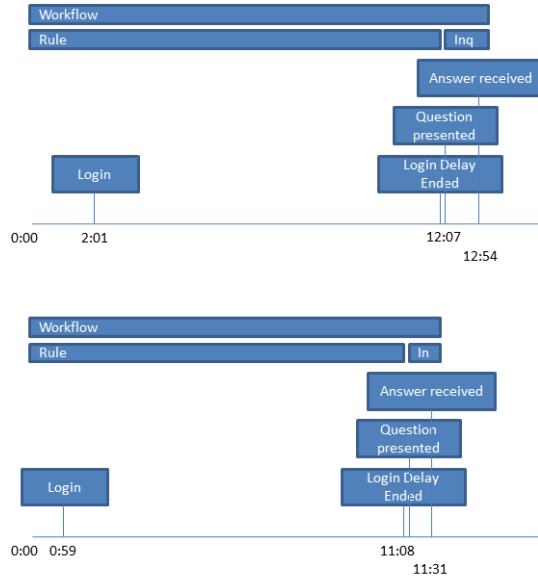 Workflow
Rule Inq
Answer received
Question
presented
Login
Login Delay
Ended
0:00 2:01 12:07
12:54
Workflow
Rule In
Answer received
Question
presented
Login
Login Delay
Ended
0:00 0:59 11:08
11:31